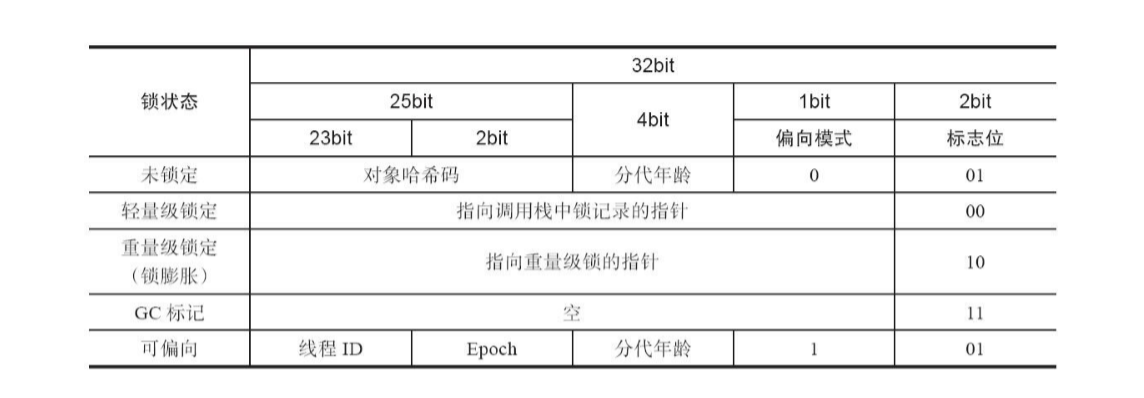 锁状态 32bit
25bit 4bit 1bit 2bit
23bit 2bit 偏向模式 标志位
未锁定 对象哈希码 分代年龄 0 01
轻量级锁定 指向调用栈中锁记录的指针 00
重量级锁定
（锁膨胀） 指向重量级锁的指针 10
GC 标记 空 11
可偏向 线程 ID Epoch 分代年龄 1 01